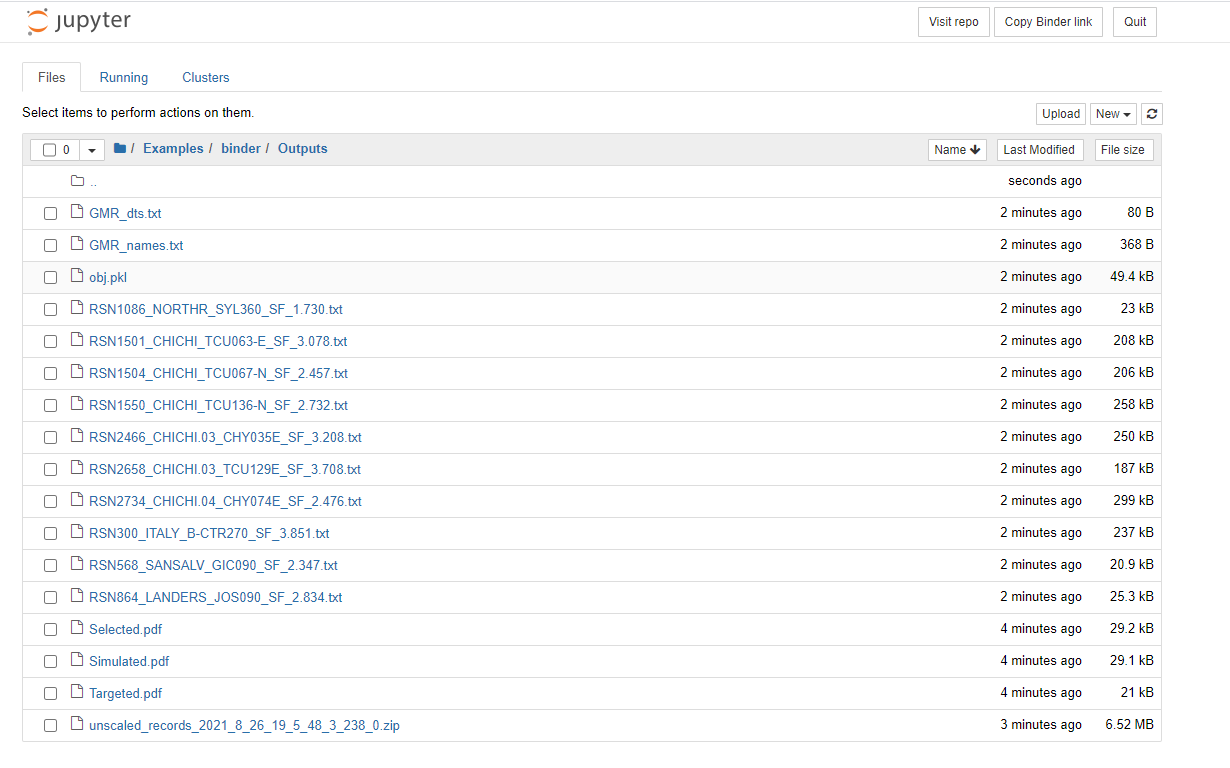 jupyter Visit repo Copy Binder link Quit
Files Running Clusters
Select items to perform actions on them. Upload New
0 / Examples / binder / Outputs Name Last Modified File size
.. seconds ago
GMR_dts.txt 2 minutes ago 80 B
GMR_names.txt 2 minutes ago 368 B
obj.pkl 2 minutes ago 49.4 kB
RSN1086_NORTHR_SYL360_SF_1.730.txt 2 minutes ago 23 kB
RSN1501_CHICHI_TCU063-E_SF_3.078.txt 2 minutes ago 208 kB
RSN1504_CHICHI_TCU067-N_SF_2.457.txt 2 minutes ago 206 kB
RSN1550_CHICHI_TCU136-N_SF_2.732.txt 2 minutes ago 258 kB
RSN2466_CHICHI.03_CHY035E_SF_3.208.txt 2 minutes ago 250 kB
RSN2658_CHICHI.03_TCU129E_SF_3.708.txt 2 minutes ago 187 kB
RSN2734_CHICHI.04_CHY074E_SF_2.476.txt 2 minutes ago 299 kB
RSN300_ITALY_B-CTR270_SF_3.851.txt 2 minutes ago 237 kB
RSN568_SANSALV_GIC090_SF_2.347.txt 2 minutes ago 20.9 kB
RSN864_LANDERS_JOS090_SF_2.834.txt 2 minutes ago 25.3 kB
Selected.pdf 4 minutes ago 29.2 kB
Simulated.pdf 4 minutes ago 29.1 kB
Targeted.pdf 4 minutes ago 21 kB
unscaled_records_2021_8_26_19_5_48_3_238_0.zip 3 minutes ago 6.52 MB